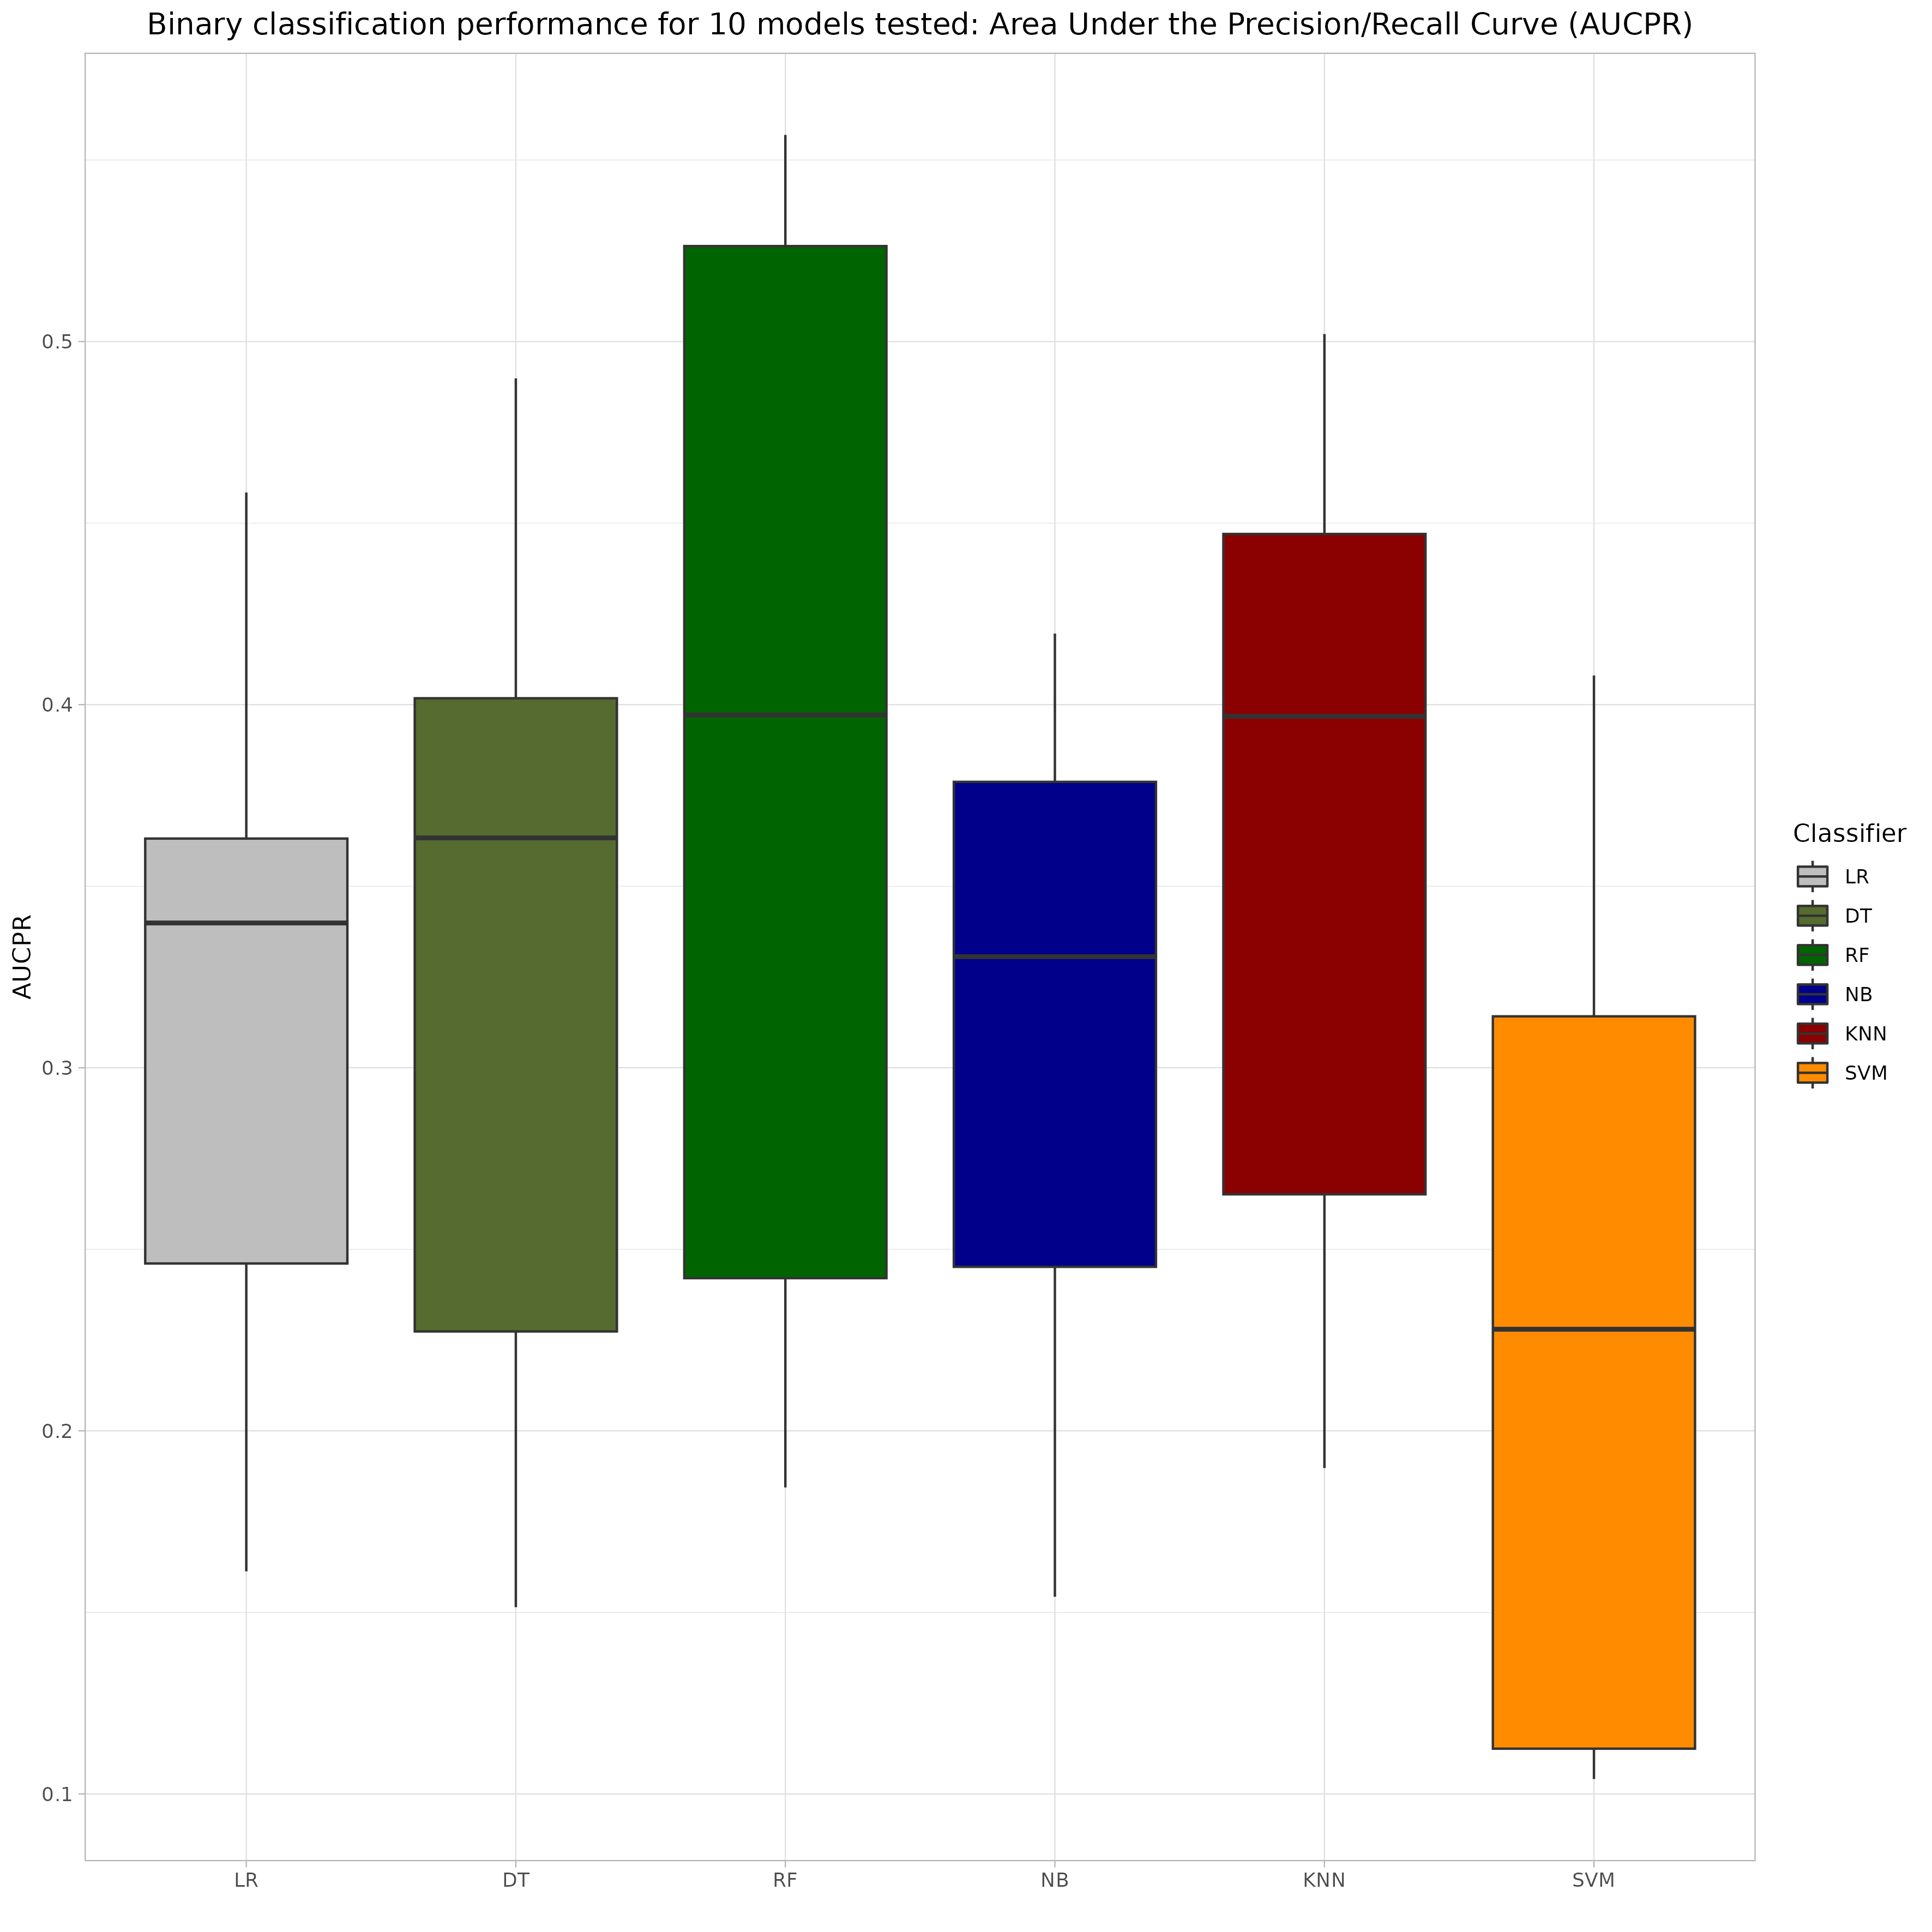 Binary classification performance for 10 models tested: Area Under the Precision/Recall Curve (AUCPR)
AUCPR
0.5
0.4
0.3
0.2
0.1
LR
DT
RF
NB
KNN
SVM
Classifier
LR
DT
RF
NB
KNN
SVM